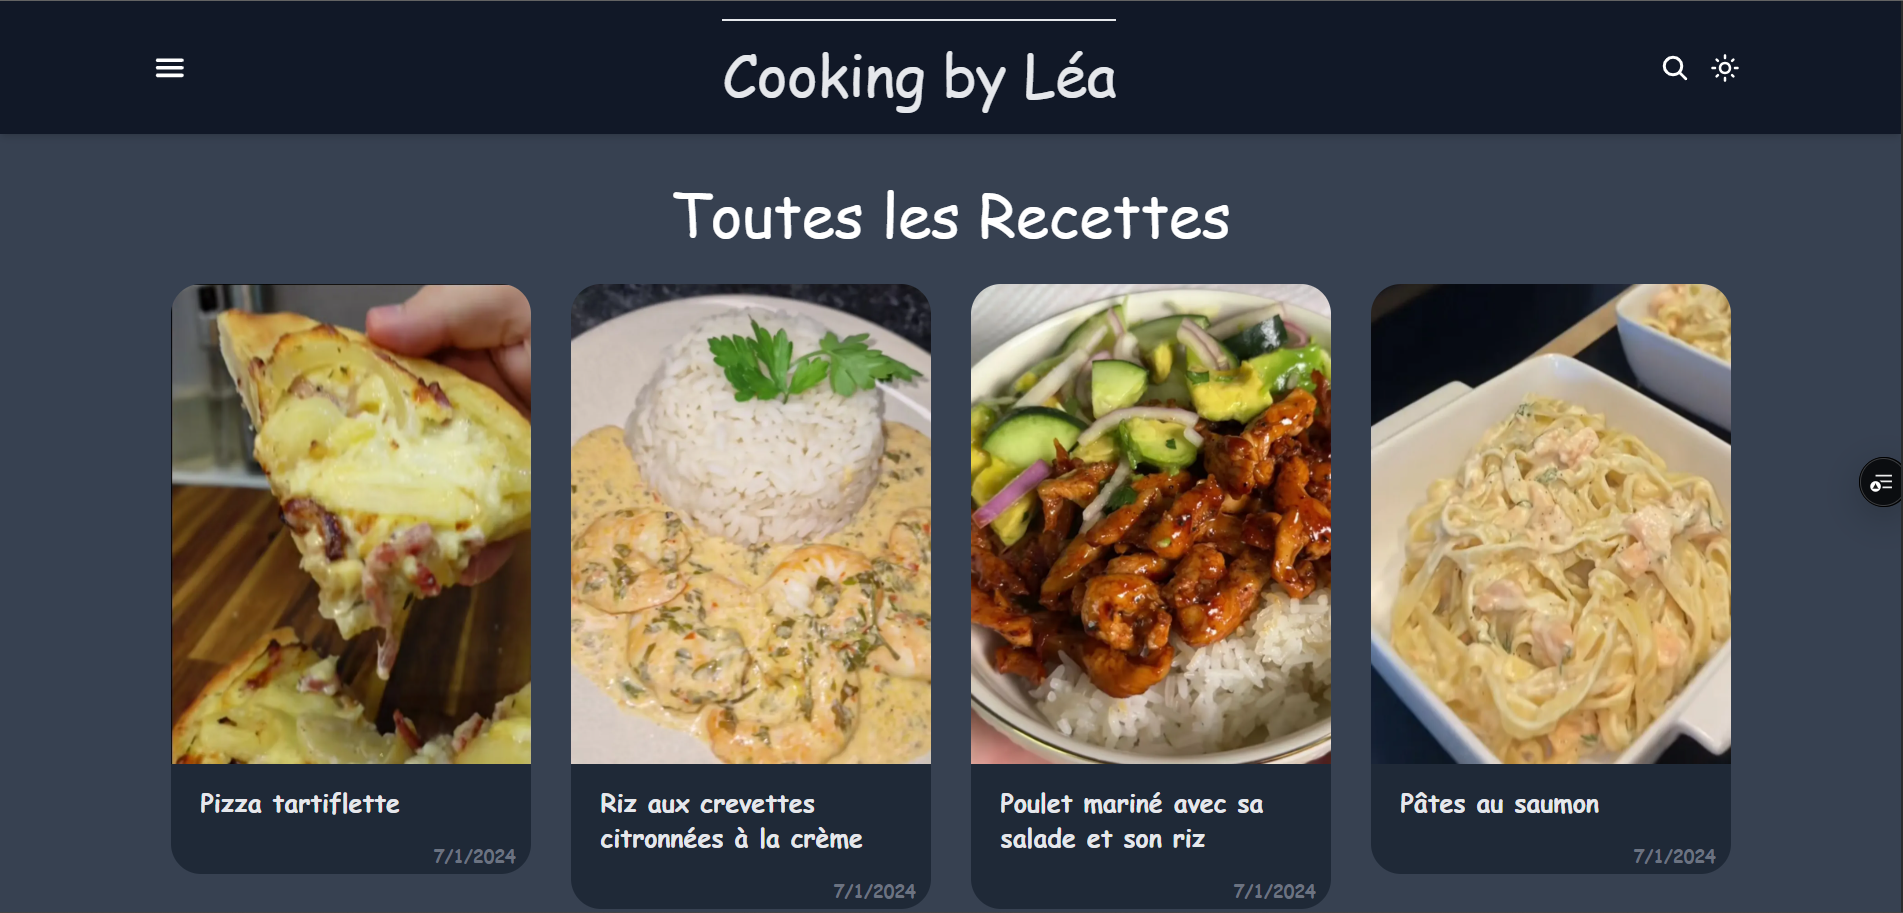 Cooking by Léa
Toutes les Recettes
Pizza tartiflette
7/1/2024
Riz aux crevettes
citronnées à la crème
7/1/2024
Poulet mariné avec sa
salade et son riz
7/1/2024
Pâtes au saumon
7/1/2024